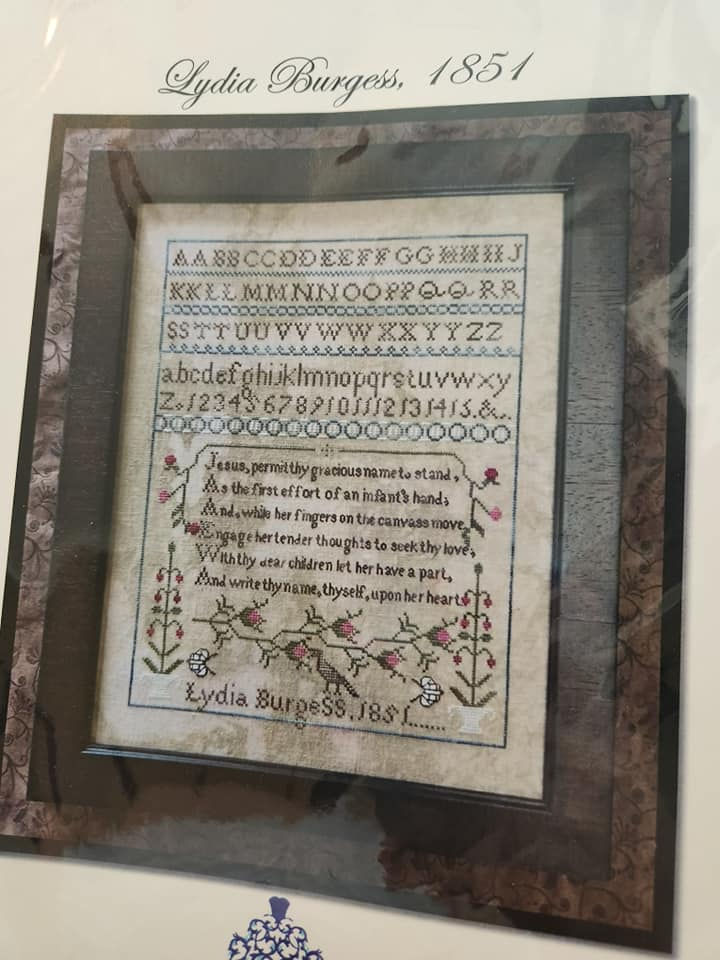 Lydia Burgess, 1851
AABBCCDDEEFFGGHHIIJ
KKLLMMNNOOPPQQRR
SSTTUUVVWWXXYYZZ
abcdefghijklmnopqrstuvwxy
Z.123456789101112131415.&..
Jesus, permit thy gracious name to stand,
As the first effort of an infant's hand;
And, while her fingers on the canvass move,
Engage her tender thoughts to seek thy love;
With thy dear children let her have a part,
And write thy name, thyself, upon her heart.
Lydia Burgess, 1851......